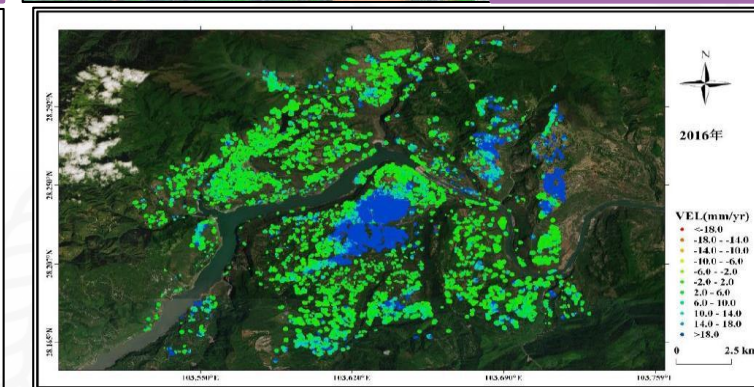 N
2016年
VEL(mm/yr)
<-18.0
-18.0 - -14.0
-14.0 - -10.0
-10.0 - -6.0
-6.0 - -2.0
-2.0 - 2.0
2.0 - 6.0
6.0 - 10.0
10.0 - 14.0
14.0 - 18.0
>18.0
0 2.5 km
28.292°N
28.250°N
28.207°N
28.165°N
103.550°E
103.620°E
103.690°E
103.759°E